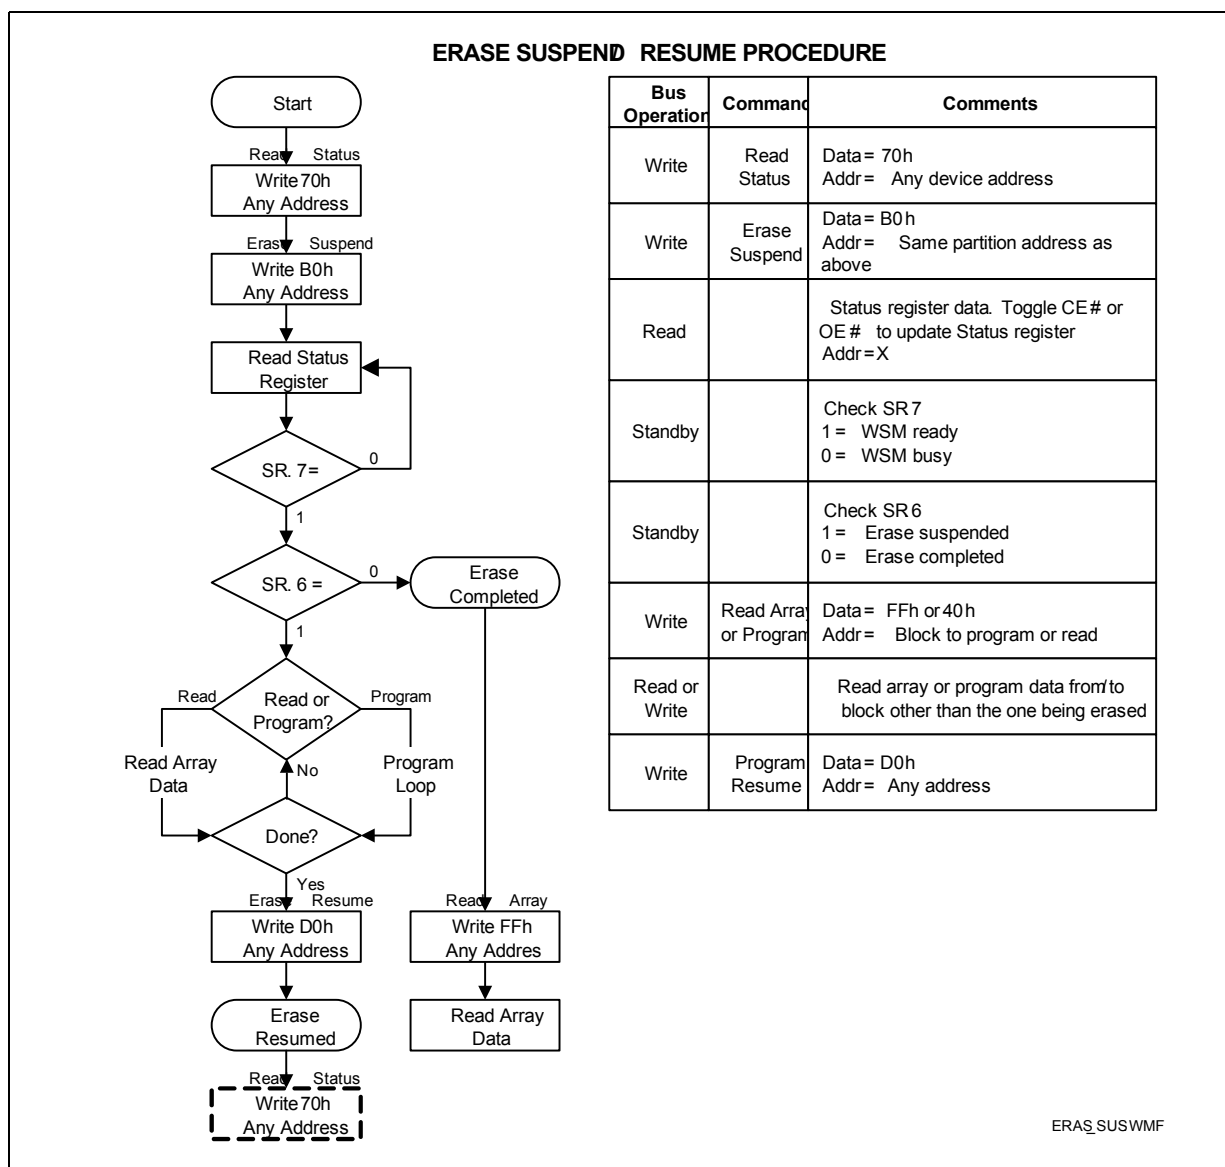 ERASE SUSPEND RESUME PROCEDURE
Start
Read Status
Write 70h
Any Address
Erase Suspend
Write B0h
Any Address
Read Status
Register
SR. 7=
0
1
SR. 6 =
0
1
Erase
Completed
Read or
Program?
Read
Program
Read Array
Data
Program
Loop
No
Done?
Yes
Erase Resume
Write D0h
Any Address
Read Array
Write FFh
Any Addres
Erase
Resumed
Read Array
Data
Read Status
Write 70h
Any Address
Bus
Operation
Command
Comments
Write
Read
Status
Data= 70h
Addr= Any device address
Write
Erase
Suspend
Data= B0h
Addr= Same partition address as
above
Read
Status register data. Toggle CE# or
OE# to update Status register
Addr=X
Standby
Check SR 7
1 = WSM ready
0 = WSM busy
Standby
Check SR 6
1 = Erase suspended
0 = Erase completed
Write
Read Array
or Program
Data= FFh or 40h
Addr= Block to program or read
Read or
Write
Read array or program data from/to
block other than the one being erased
Write
Program
Resume
Data= D0h
Addr= Any address
ERAS_SUSWMF